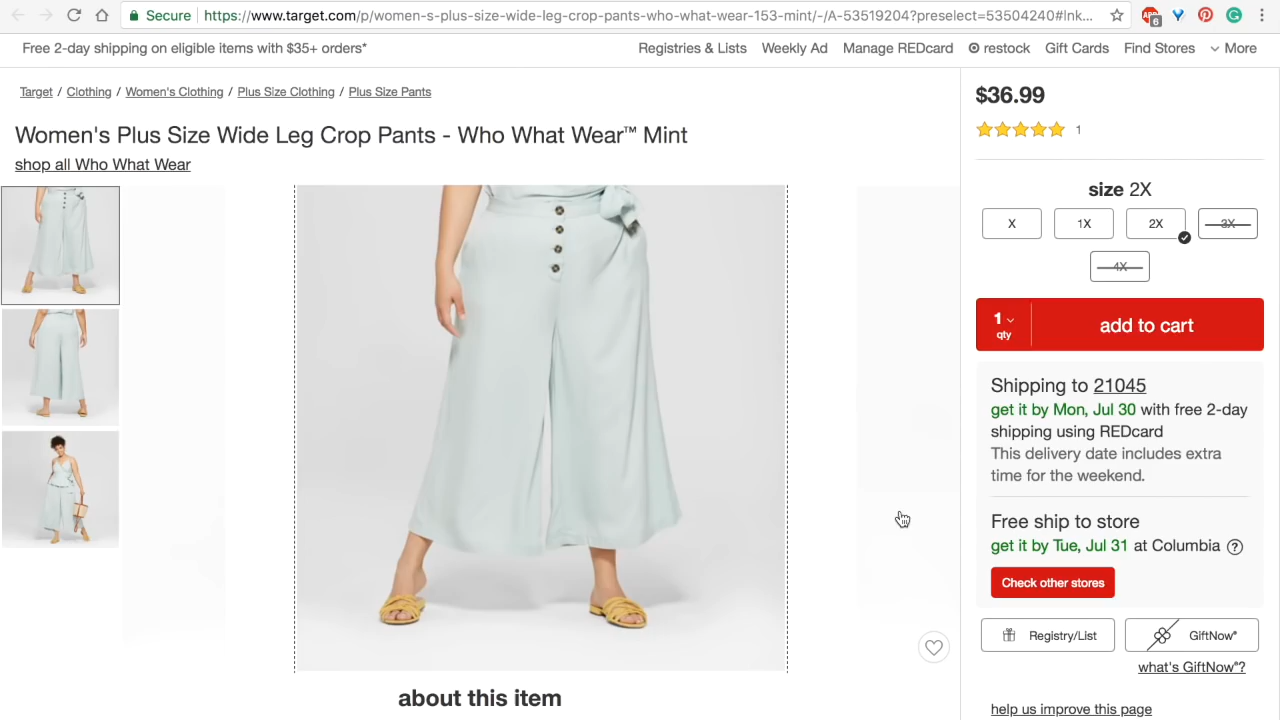 Secure https://www.target.com/p/women-s-plus-size-wide-leg-crop-pants-who-what-wear-153-mint/-/A-53519204?preselect=53504240#lnk...
ABP
6
Free 2-day shipping on eligible items with $35+ orders*
Registries & Lists Weekly Ad Manage REDcard restock Gift Cards Find Stores More
Target / Clothing / Women's Clothing / Plus Size Clothing / Plus Size Pants
Women's Plus Size Wide Leg Crop Pants - Who What Wear™ Mint
shop all Who What Wear
about this item
$36.99
1
size 2X
X 1X 2X 3X
4X
1
qty
add to cart
Shipping to 21045
get it by Mon, Jul 30 with free 2-day
shipping using REDcard
This delivery date includes extra
time for the weekend.
Free ship to store
get it by Tue, Jul 31 at Columbia ?
Check other stores
Registry/List GiftNow®
what's GiftNow®?
help us improve this page